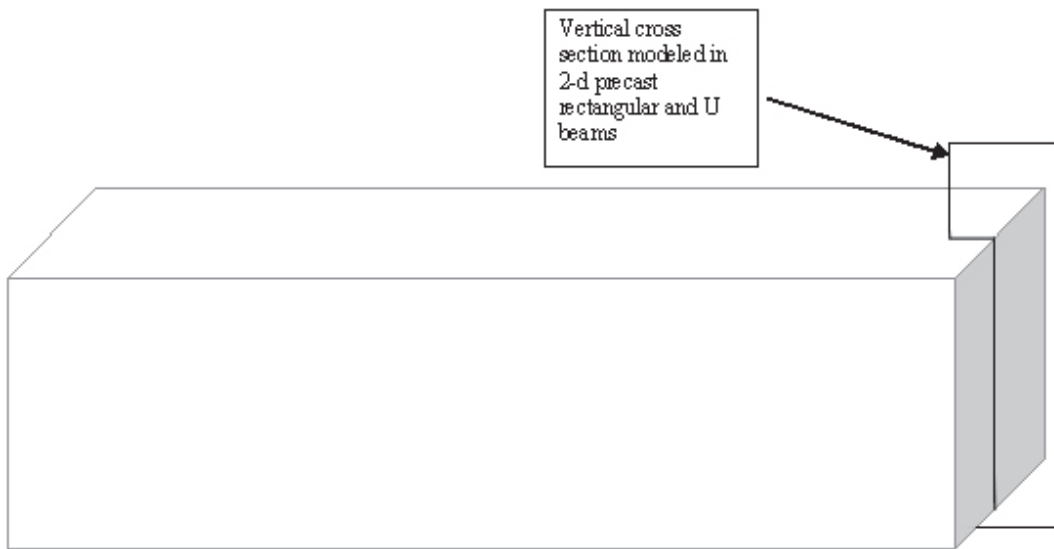 Vertical cross
section modeled in
2-d precast
rectangular and U
beams